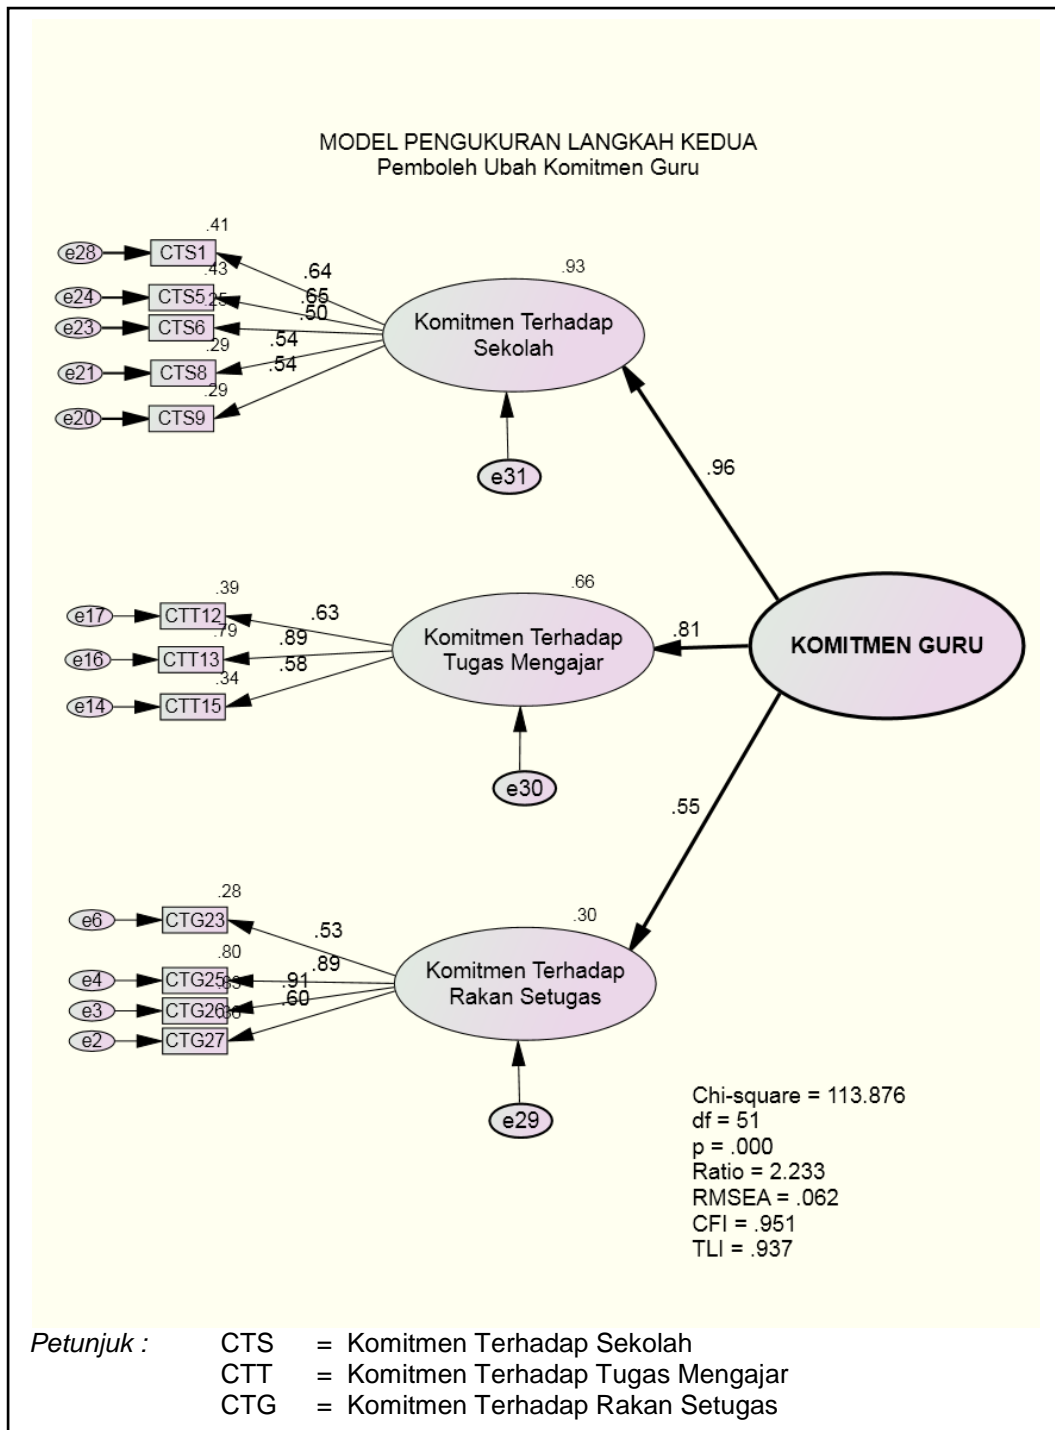 MODEL PENGUKURAN LANGKAH KEDUA
Pemboleh Ubah Komitmen Guru
.41
e28 CTS1 .64
.43
e24 CTS5 .65
.25
e23 CTS6 .50
.29
e21 CTS8 .54
.29
e20 CTS9 .54
.93
Komitmen Terhadap
Sekolah
e31
.96
.39
e17 CTT12 .63
.79
e16 CTT13 .89
.34
e14 CTT15 .58
.66
Komitmen Terhadap
Tugas Mengajar
e30
.81
KOMITMEN GURU
.55
.28
e6 CTG23 .53
.80
e4 CTG25 .89
e3 CTG26 .91
e2 CTG27 .60
.30
Komitmen Terhadap
Rakan Setugas
e29
Chi-square = 113.876
df = 51
p = .000
Ratio = 2.233
RMSEA = .062
CFI = .951
TLI = .937
Petunjuk : CTS = Komitmen Terhadap Sekolah
CTT = Komitmen Terhadap Tugas Mengajar
CTG = Komitmen Terhadap Rakan Setugas